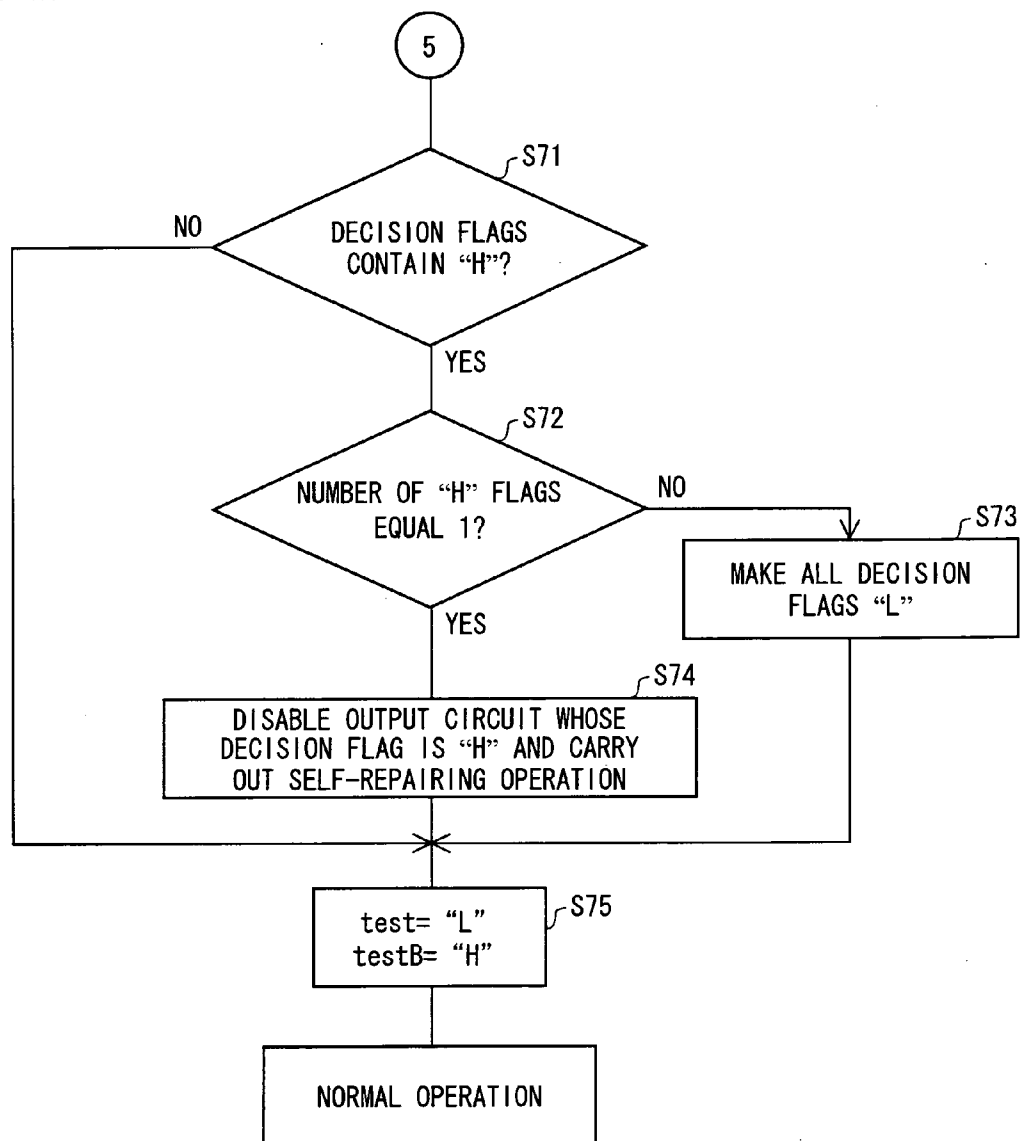 5
S71
NO
DECISION FLAGS
CONTAIN “H”?
YES
S72
NUMBER OF “H” FLAGS
EQUAL 1?
NO
S73
MAKE ALL DECISION
FLAGS “L”
YES
S74
DISABLE OUTPUT CIRCUIT WHOSE
DECISION FLAG IS “H” AND CARRY
OUT SELF-REPAIRING OPERATION
S75
test= “L”
testB= “H”
NORMAL OPERATION